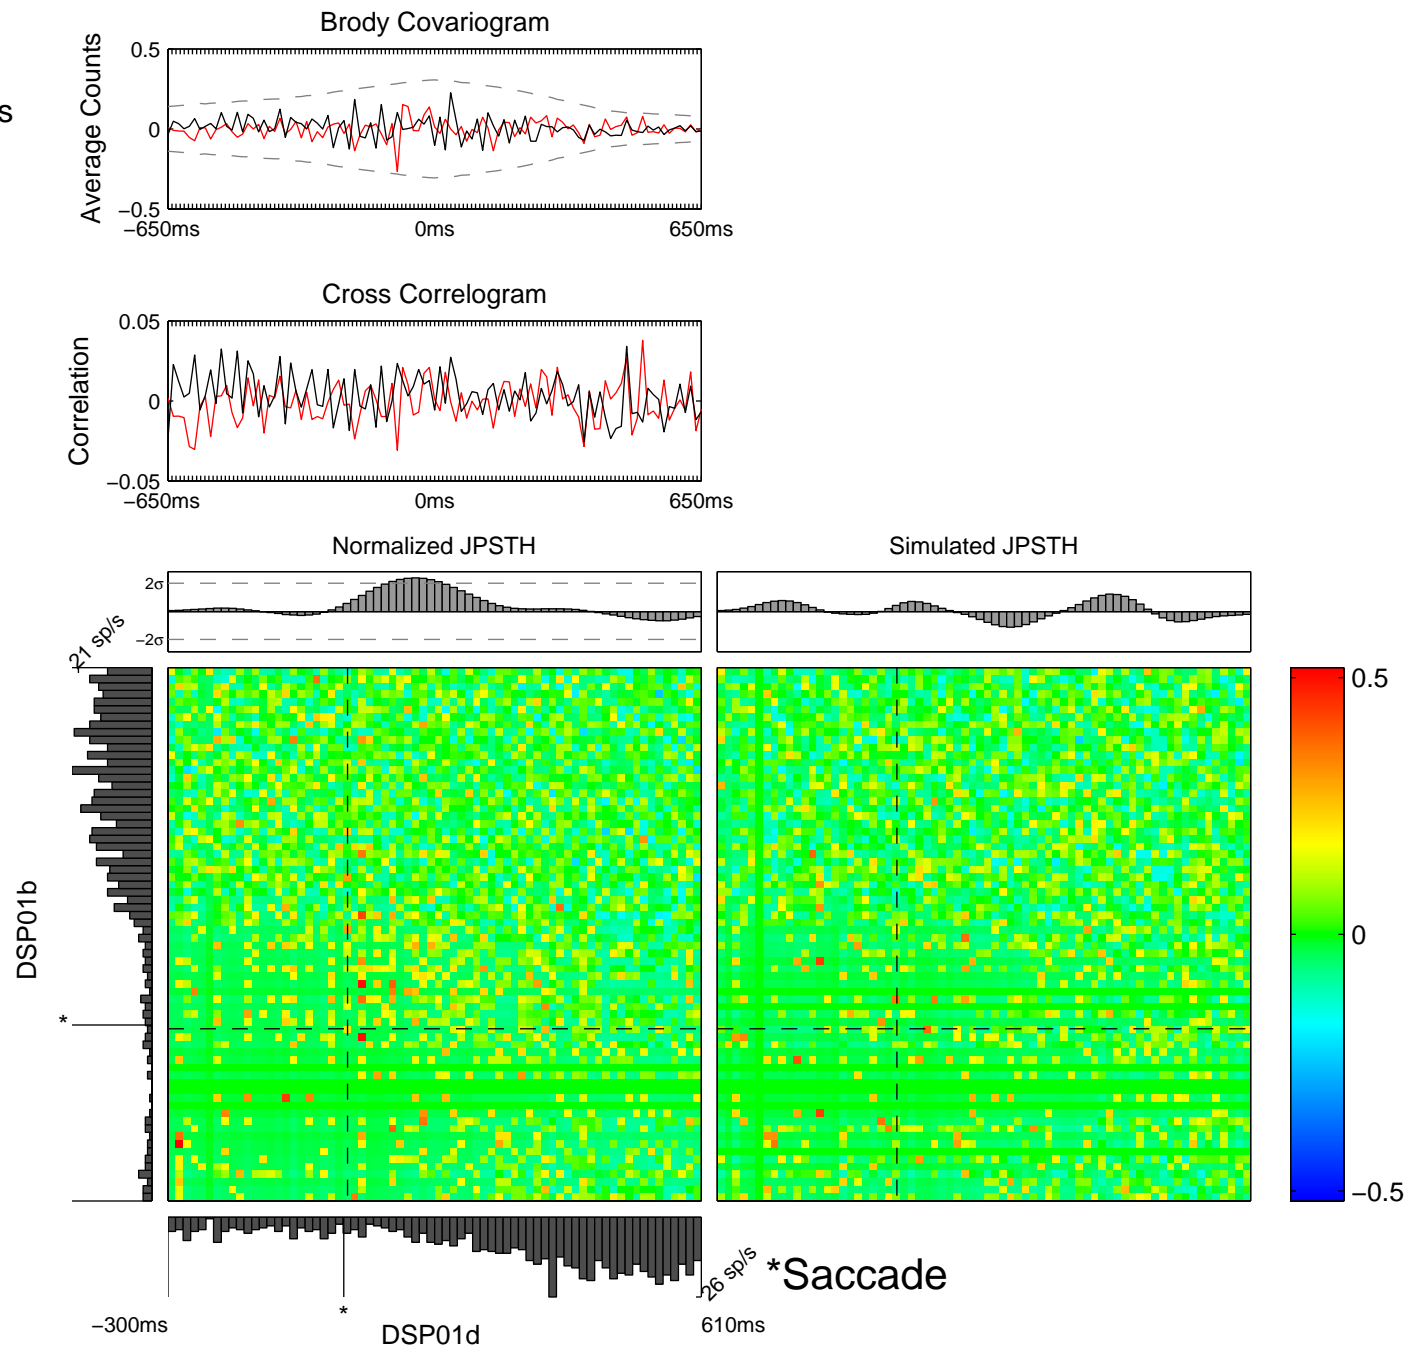 Brody Covariogram
Average Counts
0.5
0
−0.5
−650ms
0ms
650ms
s
Cross Correlogram
Correlation
0.05
0
−0.05
−650ms
0ms
650ms
Normalized JPSTH
Simulated JPSTH
2σ
−2σ
21 sp/s
DSP01b
*
0.5
0
−0.5
26 sp/s
*Saccade
*
−300ms
DSP01d
610ms